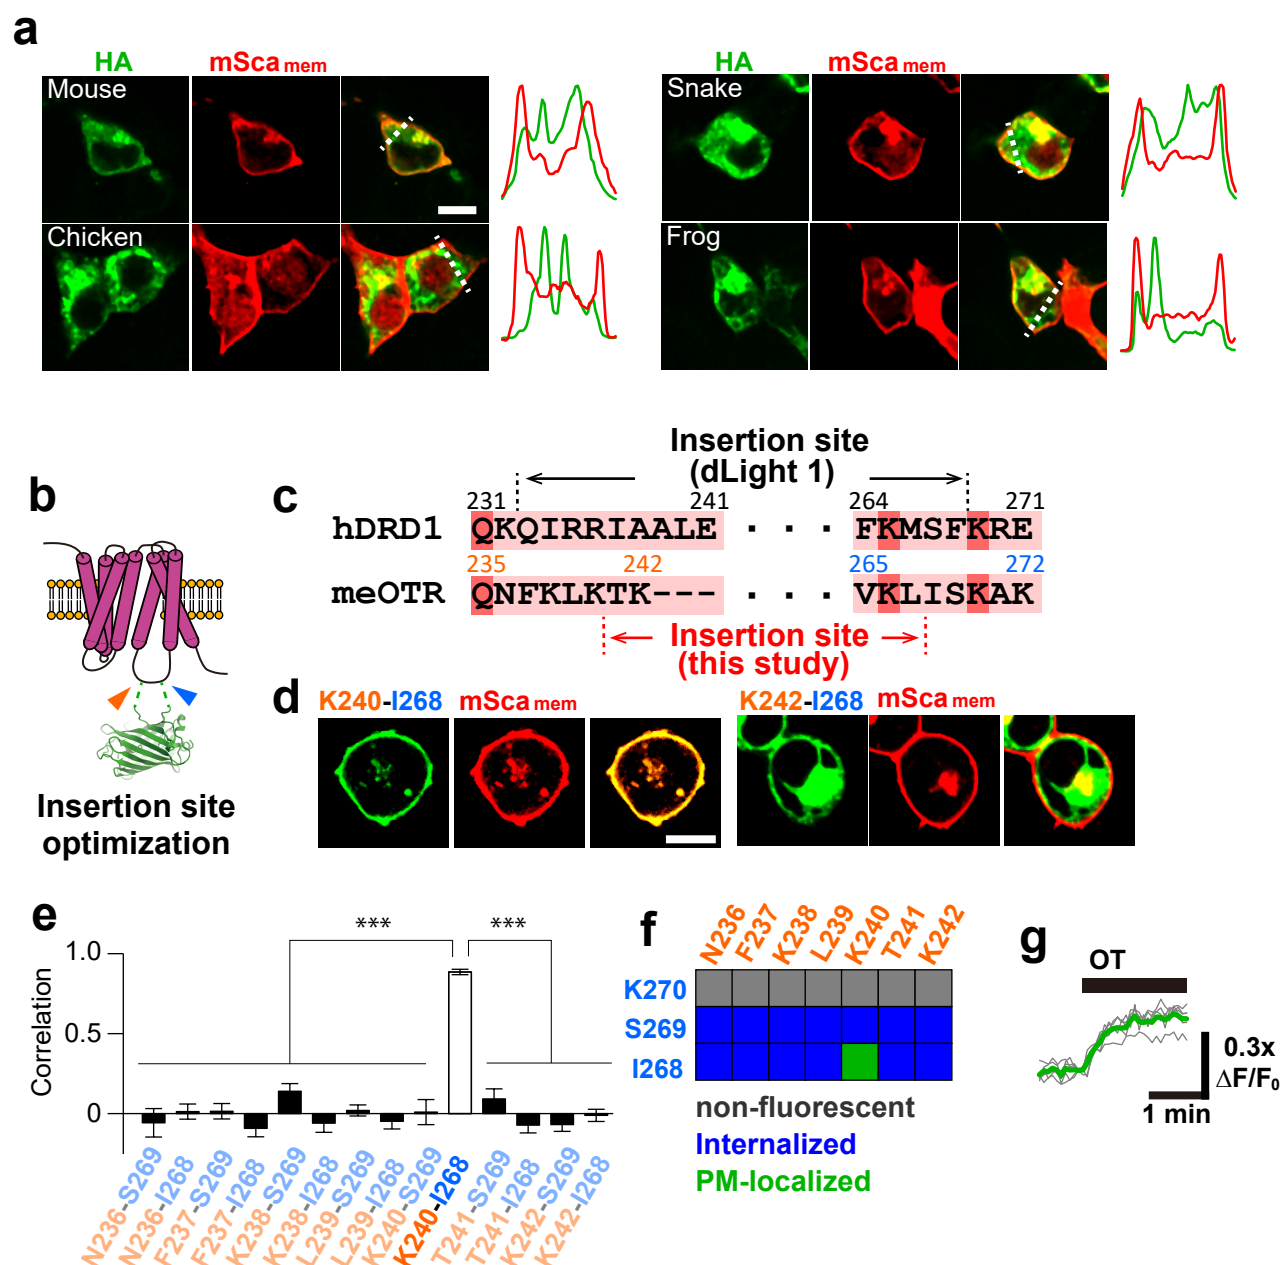 a
HA mSca mem
Mouse
Chicken
HA mSca mem
Snake
Frog
b
Insertion site
optimization
c
Insertion site
(dLight 1)
231 241 264 271
hDRD1 QKQIRRIAALE · · · FKMSFKRE
235 242 265 272
meOTR QNFKLKTK--- · · · VKLISKAK
Insertion site
(this study)
d
K240-I268 mSca mem K242-I268 mSca mem
e
*** ***
Correlation
1.0
0.5
0
N236-S269
N236-I268
F237-S269
F237-I268
K238-S269
K238-I268
L239-S269
L239-I268
K240-S269
K240-I268
T241-S269
T241-I268
K242-S269
K242-I268
f
N236 F237 K238 L239 K240 T241 K242
K270
S269
I268
non-fluorescent
Internalized
PM-localized
g
OT
0.3x
ΔF/F0
1 min